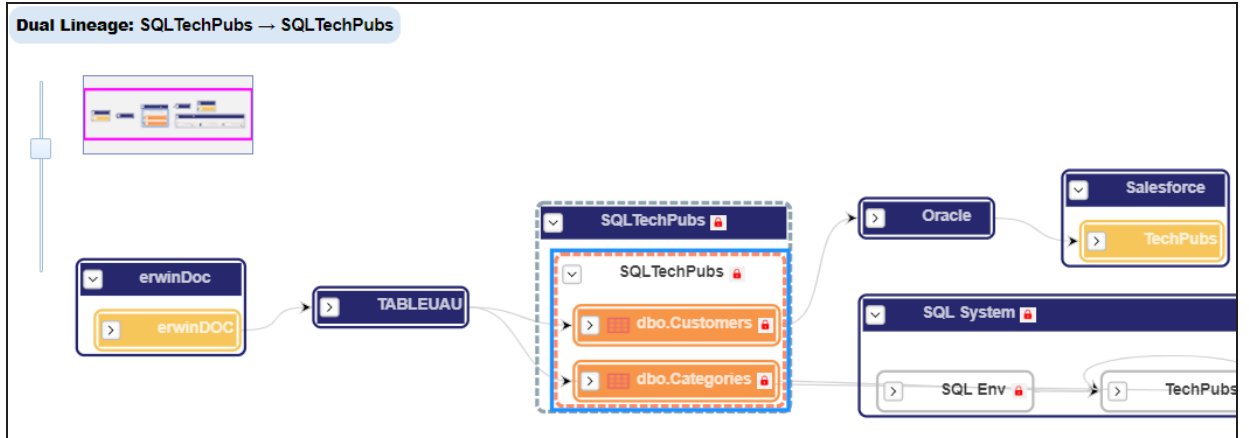 Dual Lineage: SQLTechPubs → SQLTechPubs
erwinDoc
erwinDOC
TABLEUAU
SQLTechPubs
SQLTechPubs
dbo.Customers
dbo.Categories
Oracle
Salesforce
TechPubs
SQL System
SQL Env
TechPubs